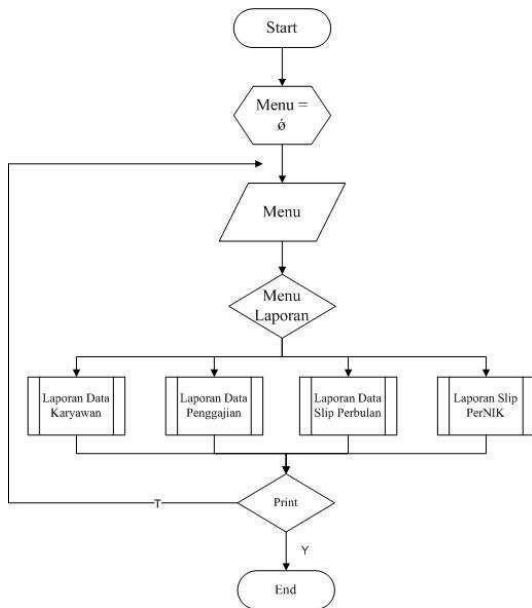 Start
Menu =
ǿ
Menu
Menu
Laporan
Laporan Data
Karyawan
Laporan Data
Penggajian
Laporan Data
Slip Perbulan
Laporan Slip
PerNIK
Print
T
Y
End